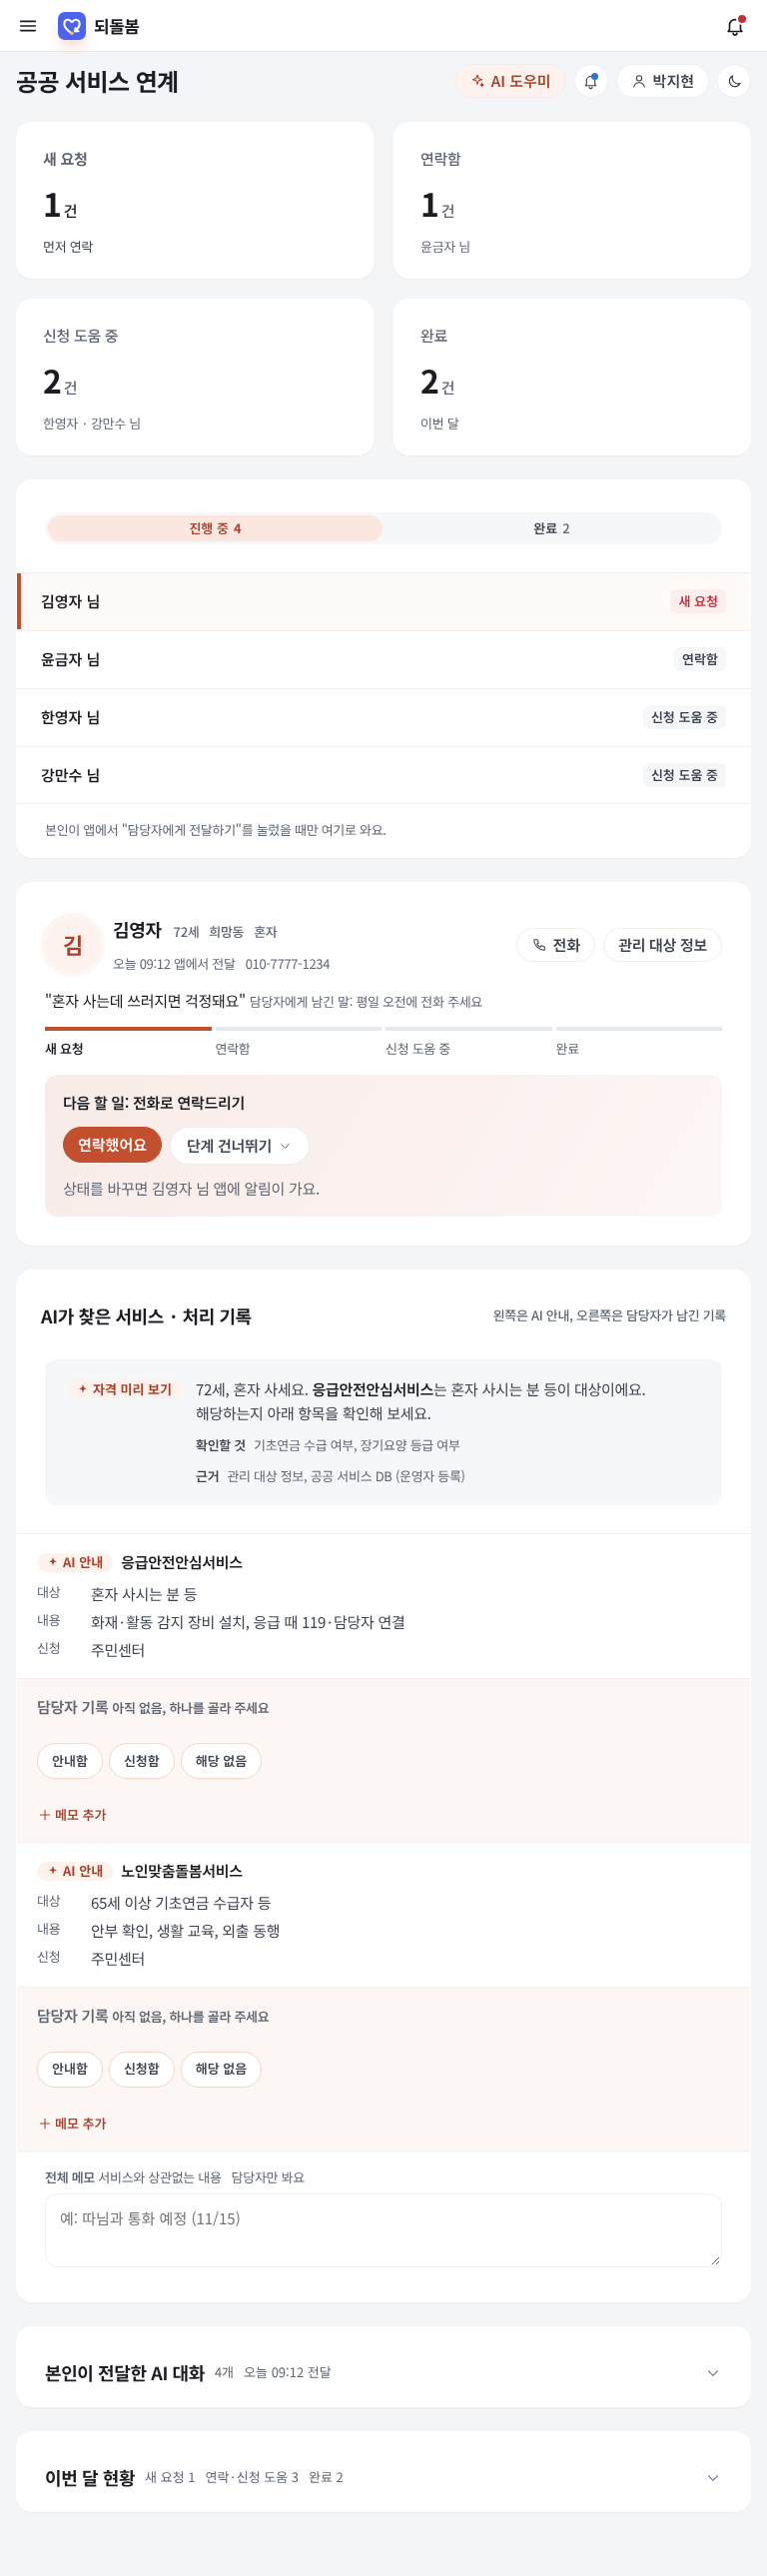 되돌봄
공공 서비스 연계
AI 도우미
박지현
새 요청
1건
먼저 연락
연락함
1건
윤금자 님
신청 도움 중
2건
한영자 · 강만수 님
완료
2건
이번 달
진행 중 4
완료 2
김영자 님
새 요청
윤금자 님
연락함
한영자 님
신청 도움 중
강만수 님
신청 도움 중
본인이 앱에서 "담당자에게 전달하기"를 눌렀을 때만 여기로 와요.
김
김영자 72세 희망동 혼자
오늘 09:12 앱에서 전달 010-7777-1234
전화
관리 대상 정보
"혼자 사는데 쓰러지면 걱정돼요" 담당자에게 남긴 말: 평일 오전에 전화 주세요
새 요청
연락함
신청 도움 중
완료
다음 할 일: 전화로 연락드리기
연락했어요
단계 건너뛰기
상태를 바꾸면 김영자 님 앱에 알림이 가요.
AI가 찾은 서비스 · 처리 기록
왼쪽은 AI 안내, 오른쪽은 담당자가 남긴 기록
자격 미리 보기
72세, 혼자 사세요. 응급안전안심서비스는 혼자 사시는 분 등이 대상이에요.
해당하는지 아래 항목을 확인해 보세요.
확인할 것 기초연금 수급 여부, 장기요양 등급 여부
근거 관리 대상 정보, 공공 서비스 DB (운영자 등록)
AI 안내 응급안전안심서비스
대상 혼자 사시는 분 등
내용 화재·활동 감지 장비 설치, 응급 때 119·담당자 연결
신청 주민센터
담당자 기록 아직 없음, 하나를 골라 주세요
안내함
신청함
해당 없음
메모 추가
AI 안내 노인맞춤돌봄서비스
대상 65세 이상 기초연금 수급자 등
내용 안부 확인, 생활 교육, 외출 동행
신청 주민센터
담당자 기록 아직 없음, 하나를 골라 주세요
안내함
신청함
해당 없음
메모 추가
전체 메모 서비스와 상관없는 내용 담당자만 봐요
예: 따님과 통화 예정 (11/15)
본인이 전달한 AI 대화 4개 오늘 09:12 전달
이번 달 현황 새 요청 1 연락·신청 도움 3 완료 2